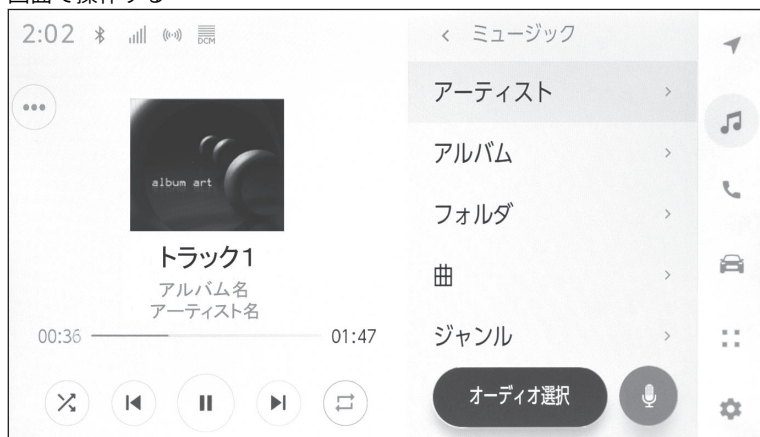 画面で操作する
2:02
DCM
album art
トラック1
アルバム名
アーティスト名
00:36
01:47
ミュージック
アーティスト
アルバム
フォルダ
曲
ジャンル
オーディオ選択